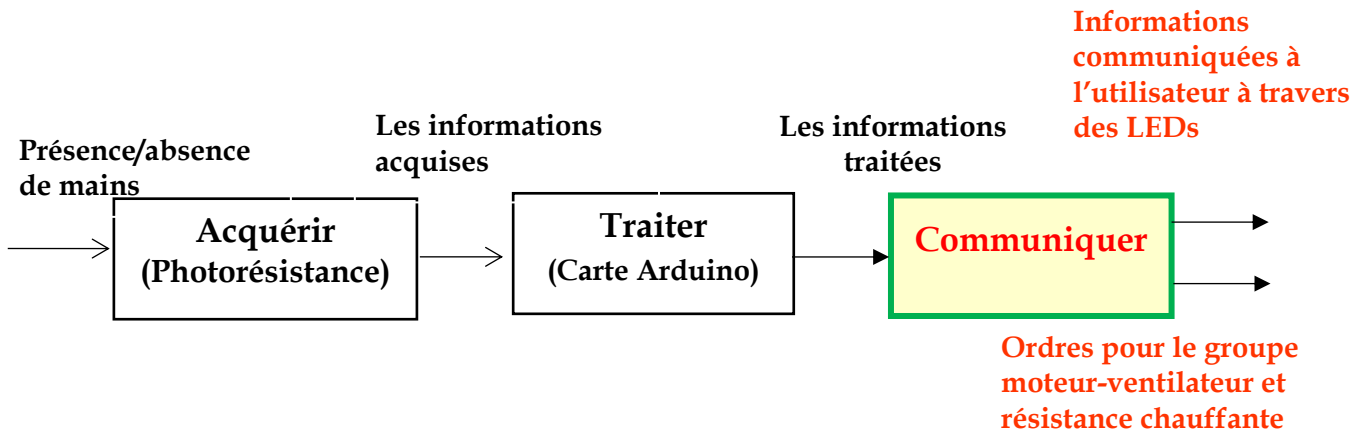 Informations
communiquées à
l’utilisateur à travers
des LEDs
Présence/absence
de mains
Les informations
acquises
Les informations
traitées
Acquérir
(Photorésistance)
Traiter
(Carte Arduino)
Communiquer
Ordres pour le groupe
moteur-ventilateur et
résistance chauffante